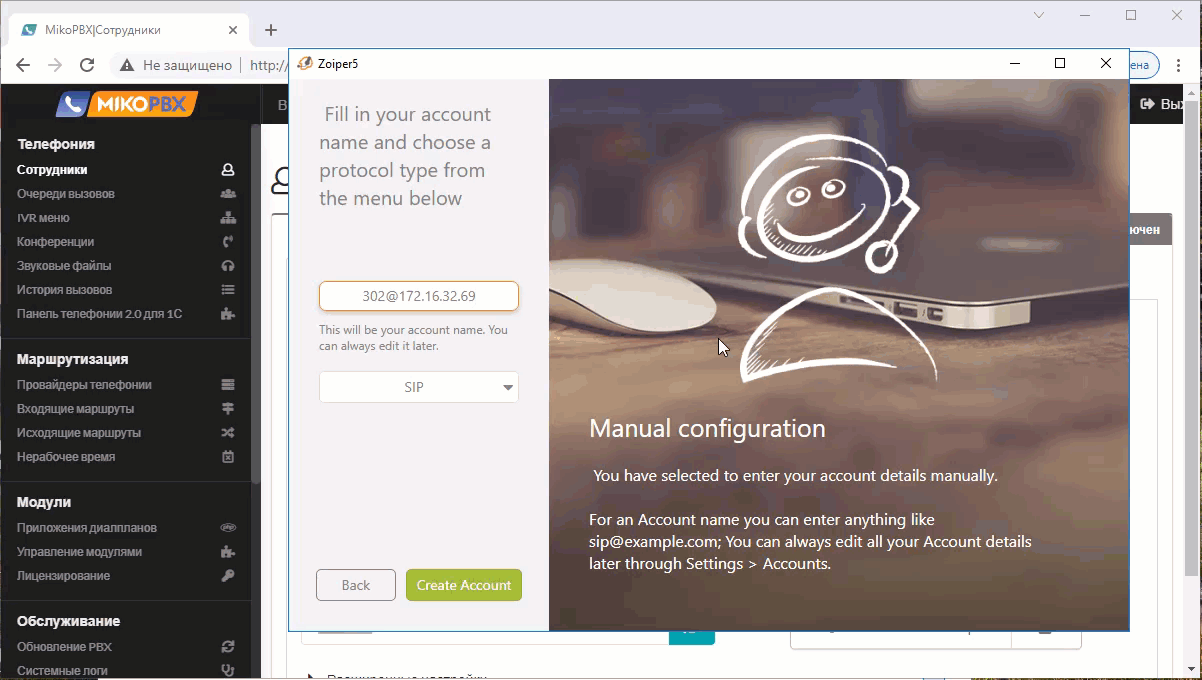 MikoPBX|Сотрудники
Не защищено
http://
Zoiper5
MIKOPBX
Телефония
Сотрудники
Очереди вызовов
IVR меню
Конференции
Звуковые файлы
История вызовов
Панель телефонии 2.0 для 1С
Маршрутизация
Провайдеры телефонии
Входящие маршруты
Исходящие маршруты
Нерабочее время
Модули
Приложения диалпланов
Управление модулями
Лицензирование
Обслуживание
Обновление PBX
Системные логи
Fill in your account
name and choose a
protocol type from
the menu below
302@172.16.32.69
This will be your account name. You
can always edit it later.
SIP
Back
Create Account
Manual configuration
You have selected to enter your account details manually.
For an Account name you can enter anything like
sip@example.com; You can always edit all your Account details
later through Settings > Accounts.